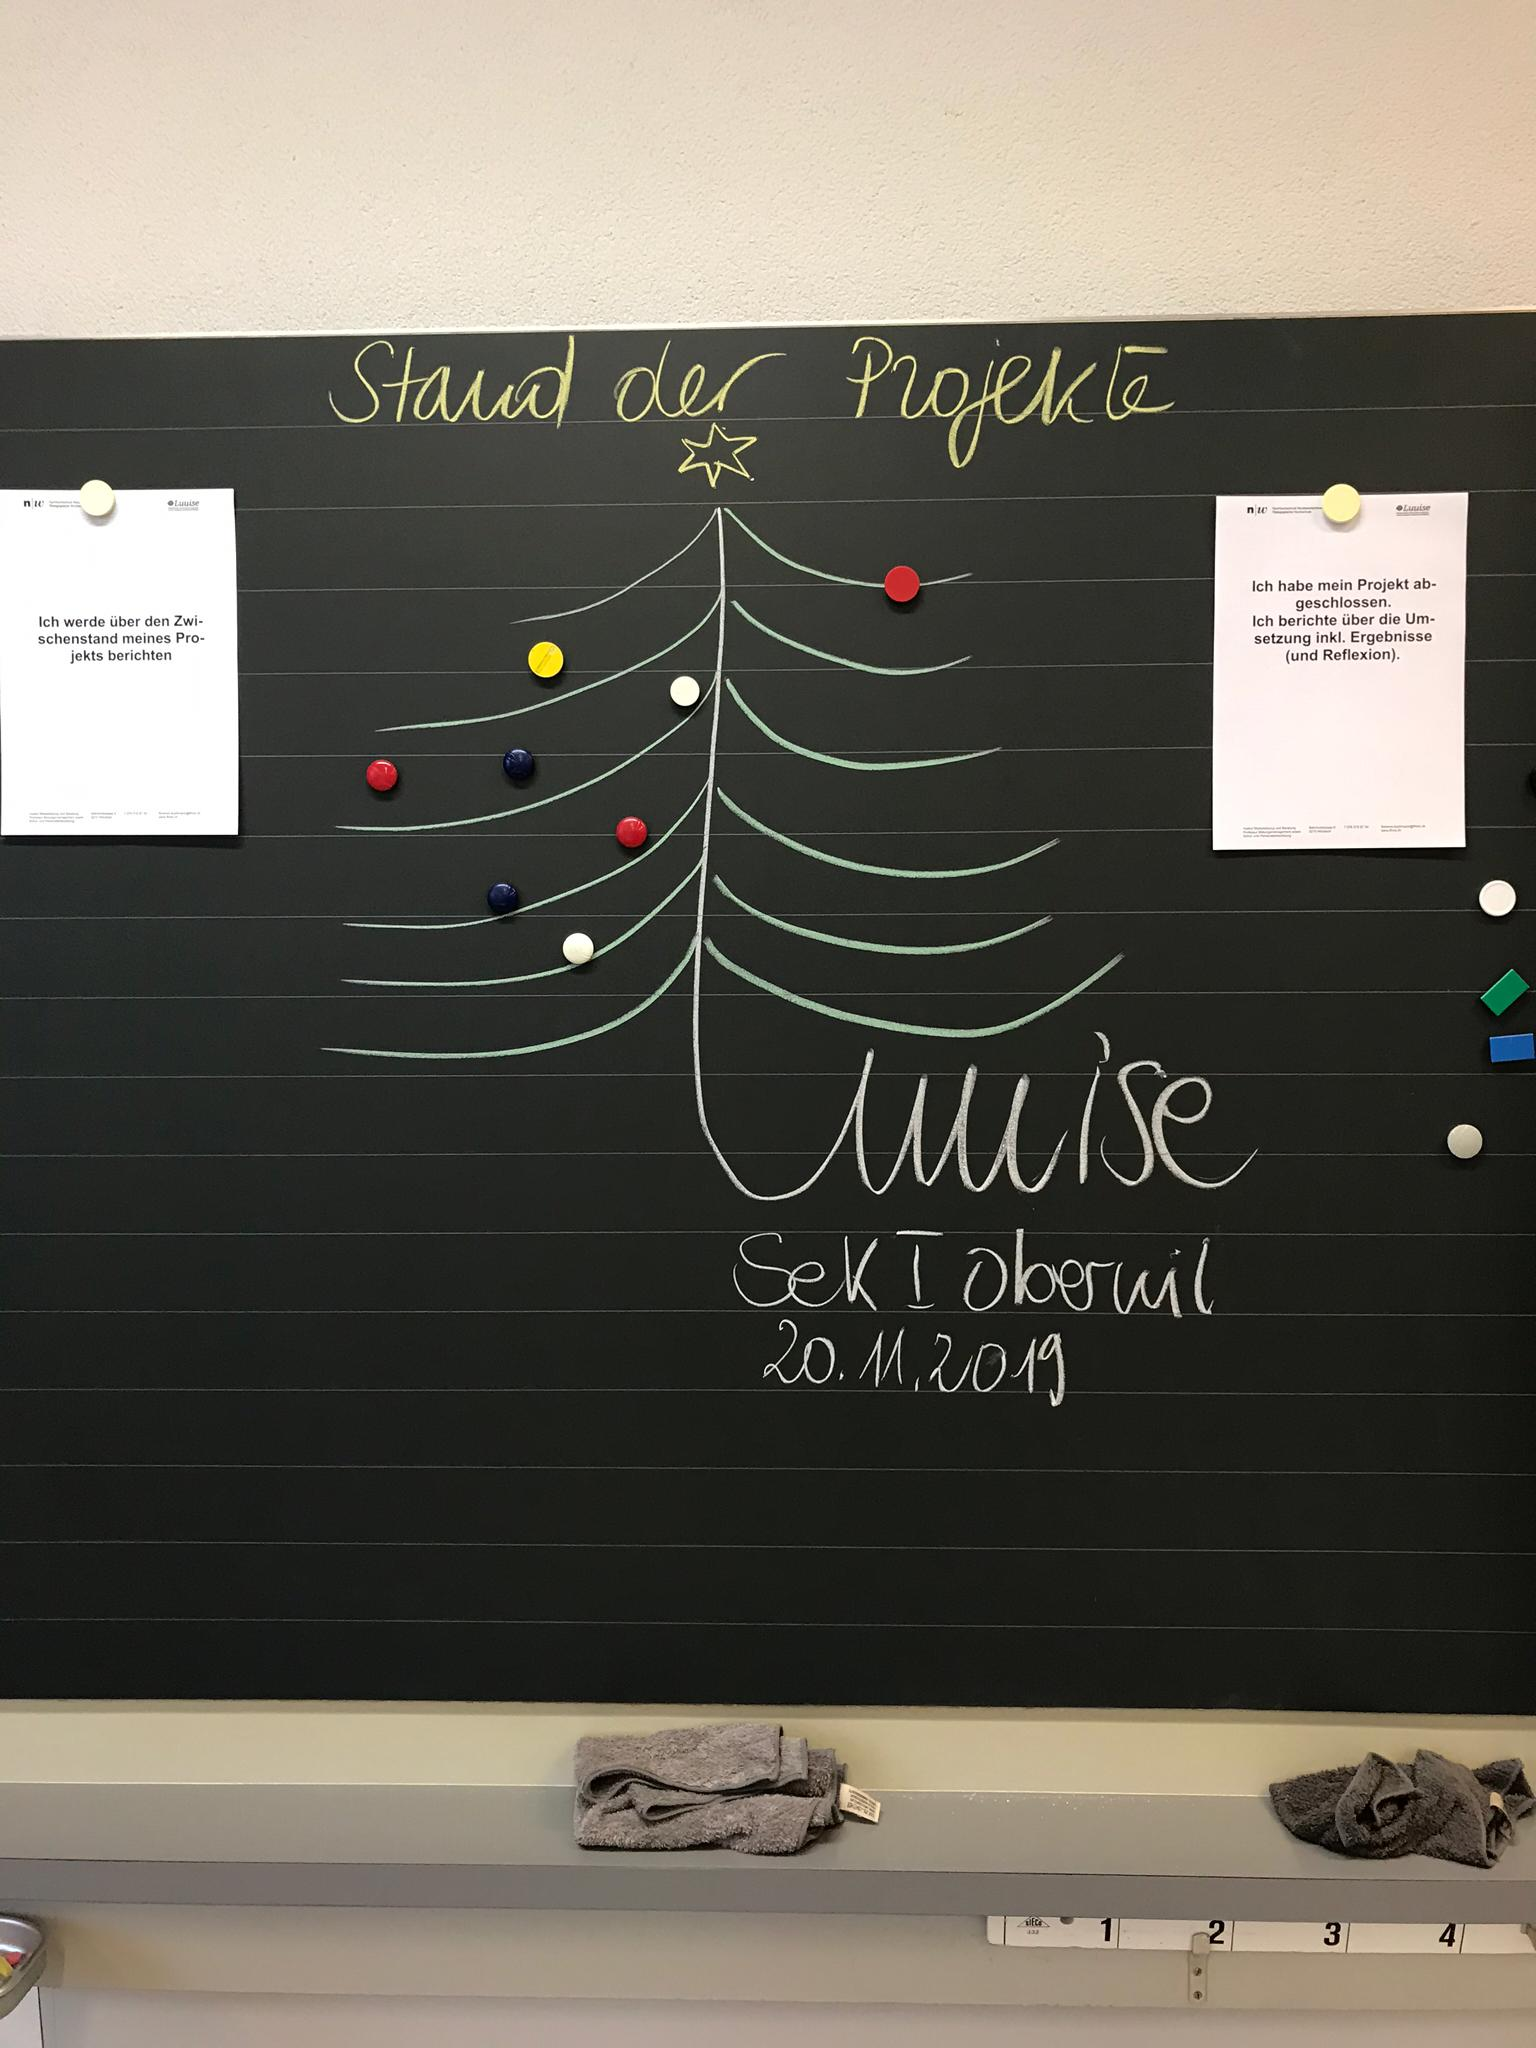 Stand der Projekte
n|w
Luuise
Ich werde über den Zwi-
schenstand meines Pro-
jekts berichten
n|w
Luuise
Ich habe mein Projekt ab-
geschlossen.
Ich berichte über die Um-
setzung inkl. Ergebnisse
(und Reflexion).
Luuise
Sek I Oberwil
20.11.2019
1 2 3 4